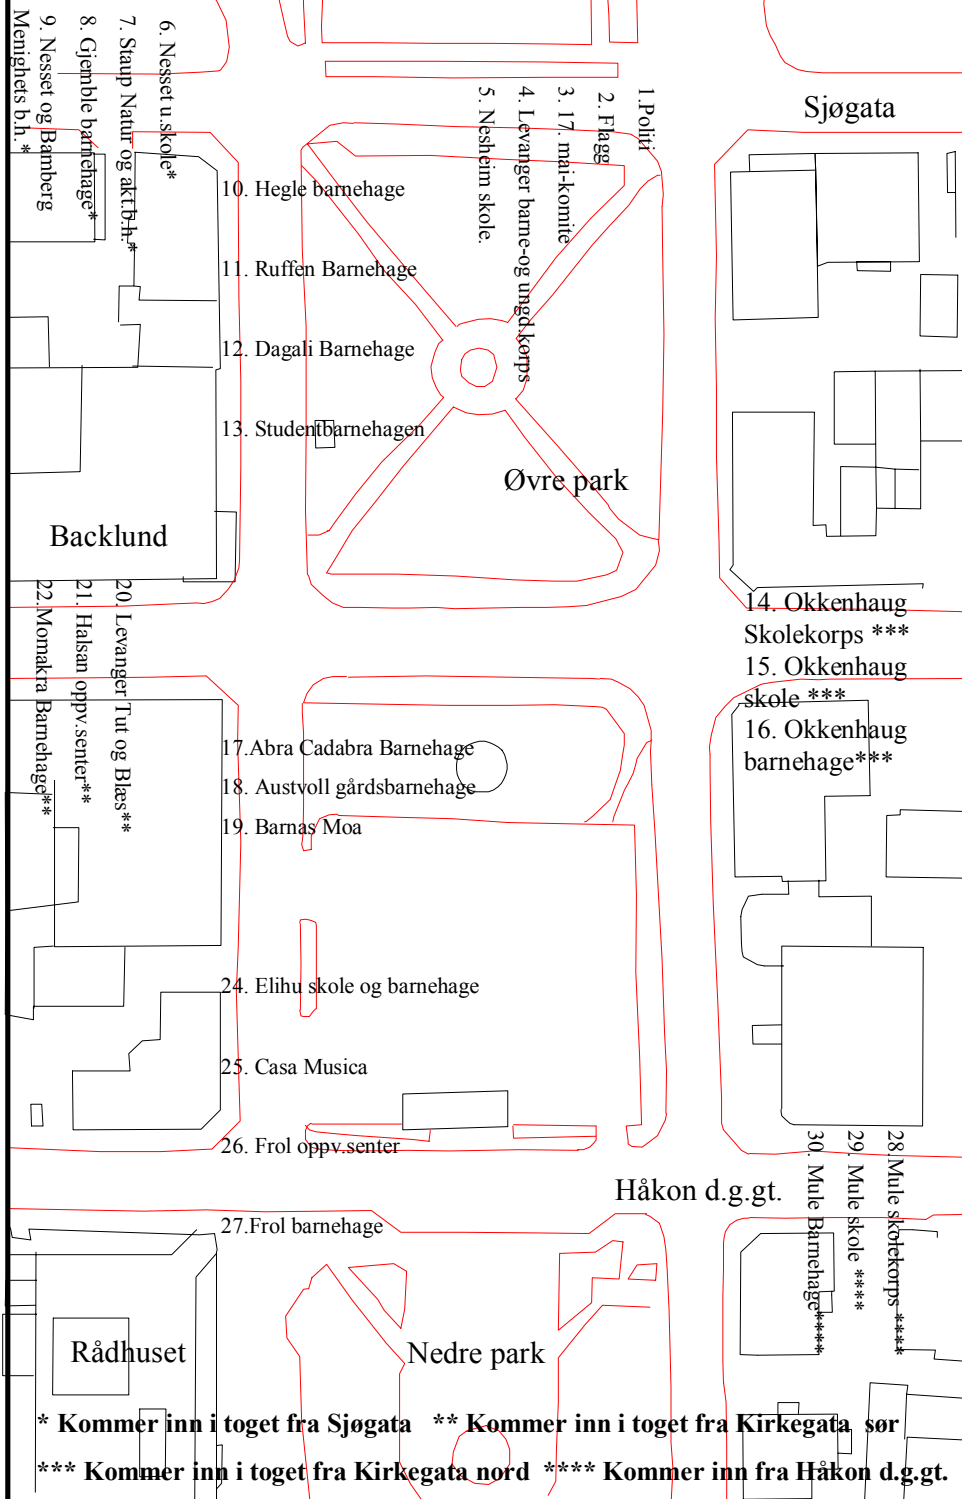 Sjøgata
1.Politi
2. Flagg
3. 17. mai-komite
4. Levanger barne-og ungd.korps
5. Nesheim skole.
6. Nesset u.skole*
7. Staup Natur og akt.b.h.*
8. Gjemble barnehage*
9. Nesset og Bamberg
Menighets b.h. *
10. Hegle barnehage
11. Ruffen Barnehage
12. Dagali Barnehage
13. Studentbarnehagen
Øvre park
Backlund
14. Okkenhaug
Skolekorps ***
15. Okkenhaug
skole ***
16. Okkenhaug
barnehage***
17.Abra Cadabra Barnehage
18. Austvoll gårdsbarnehage
19. Barnas Moa
20. Levanger Tut og Blæs**
21. Halsan oppv.senter**
22.Momakra Barnehage**
24. Elihu skole og barnehage
25. Casa Musica
26. Frol oppv.senter
27.Frol barnehage
Håkon d.g.gt.
28.Mule skolekorps ****
29. Mule skole ****
30. Mule Barnehage****
Rådhuset
Nedre park
* Kommer inn i toget fra Sjøgata ** Kommer inn i toget fra Kirkegata sør
*** Kommer inn i toget fra Kirkegata nord **** Kommer inn fra Håkon d.g.gt.